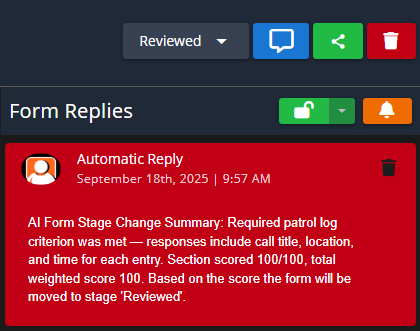 Reviewed
Form Replies
Automatic Reply
September 18th, 2025 | 9:57 AM
AI Form Stage Change Summary: Required patrol log
criterion was met — responses include call title, location,
and time for each entry. Section scored 100/100, total
weighted score 100. Based on the score the form will be
moved to stage 'Reviewed'.